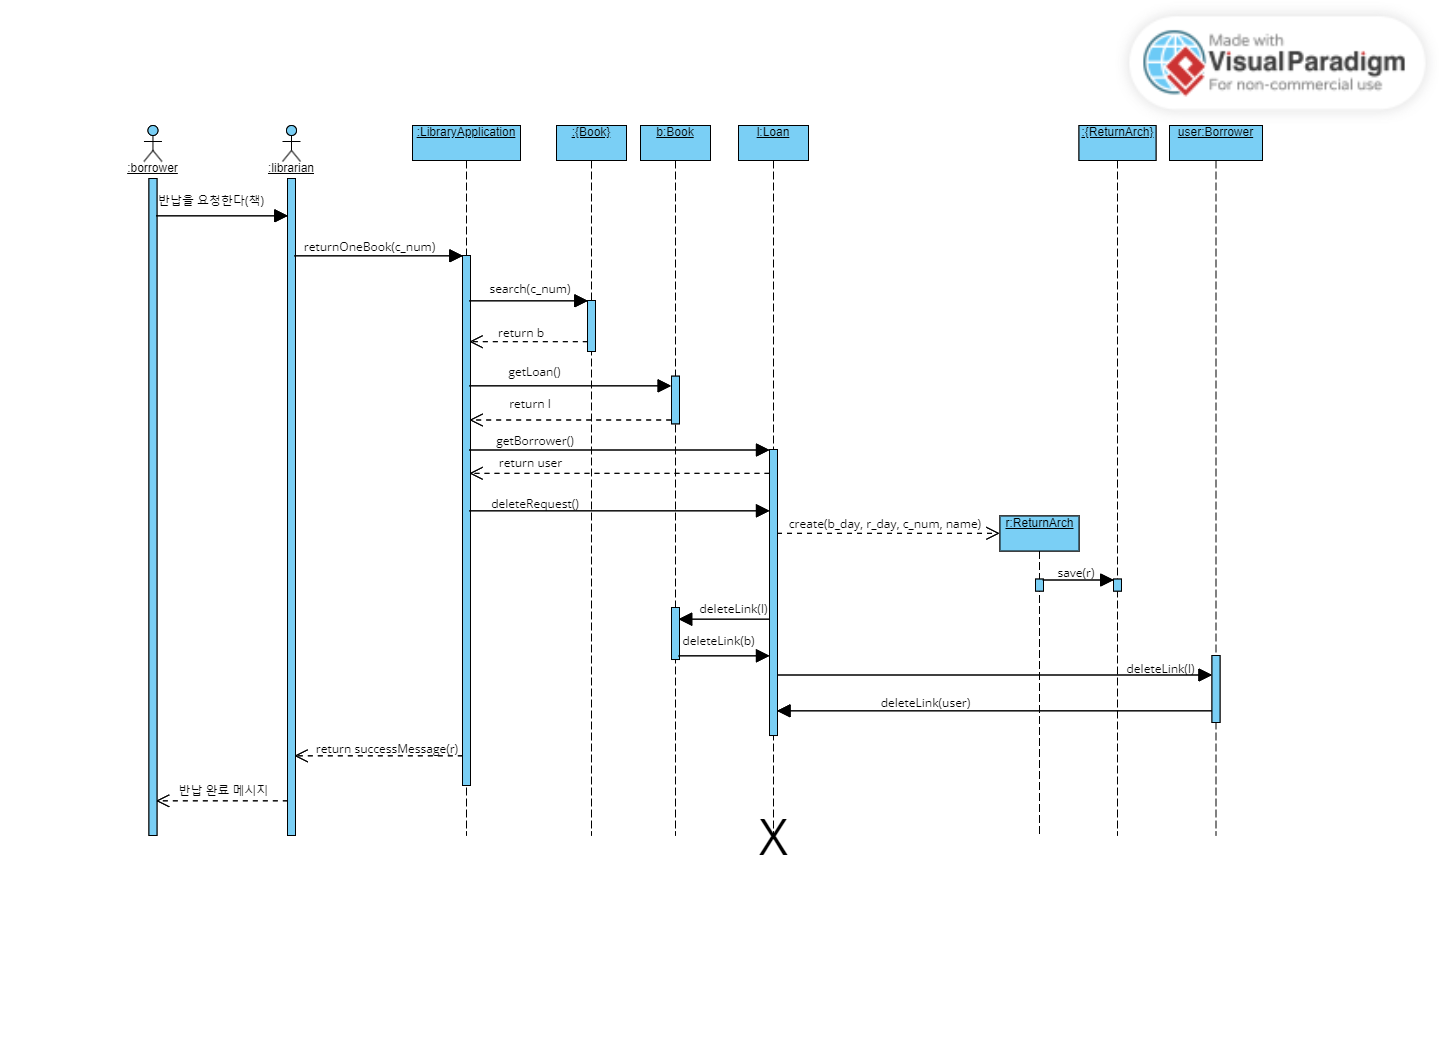 Made with
Visual Paradigm
For non-commercial use
:borrower
:librarian
:LibraryApplication
:{Book}
b:Book
l:Loan
:{ReturnArch}
user:Borrower
반납을 요청한다(책)
returnOneBook(c_num)
search(c_num)
return b
getLoan()
return l
getBorrower()
return user
deleteRequest()
create(b_day, r_day, c_num, name)
r:ReturnArch
save(r)
deleteLink(l)
deleteLink(b)
deleteLink(l)
deleteLink(user)
return successMessage(r)
반납 완료 메시지
X